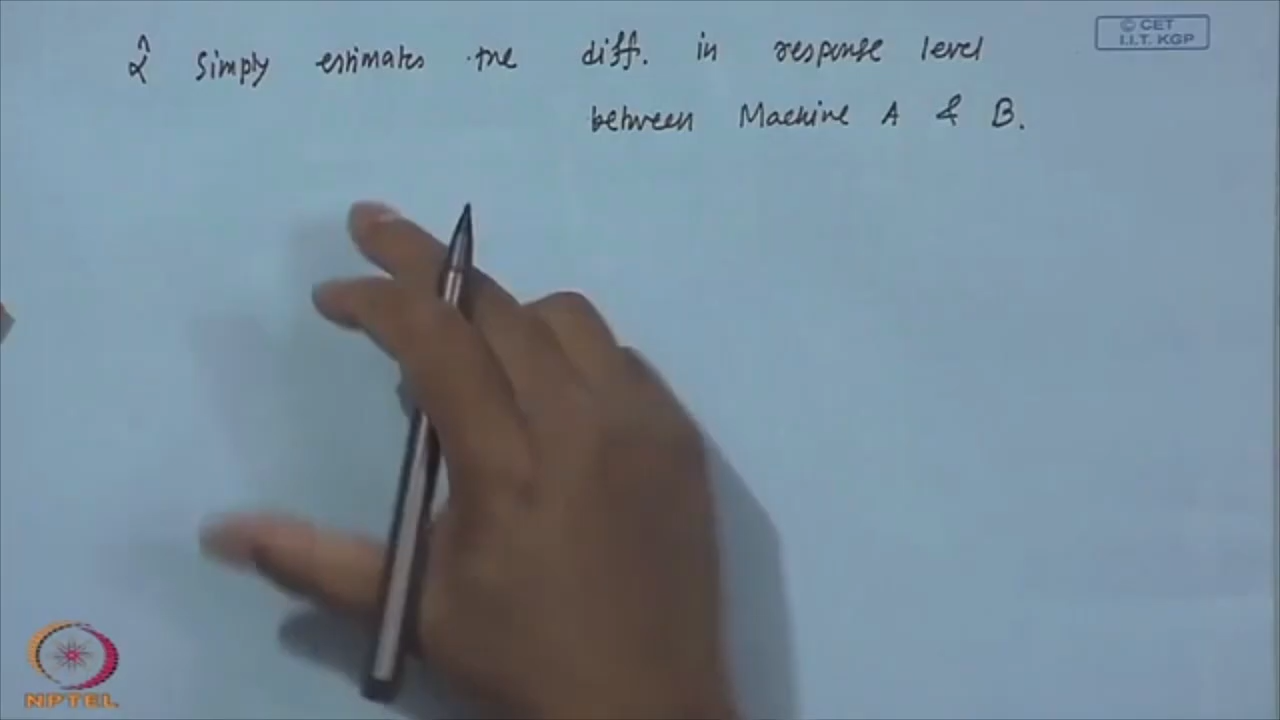 α̂ simply estimates the diff. in response level
between Machine A & B.
© CET
I.I.T. KGP
NPTEL